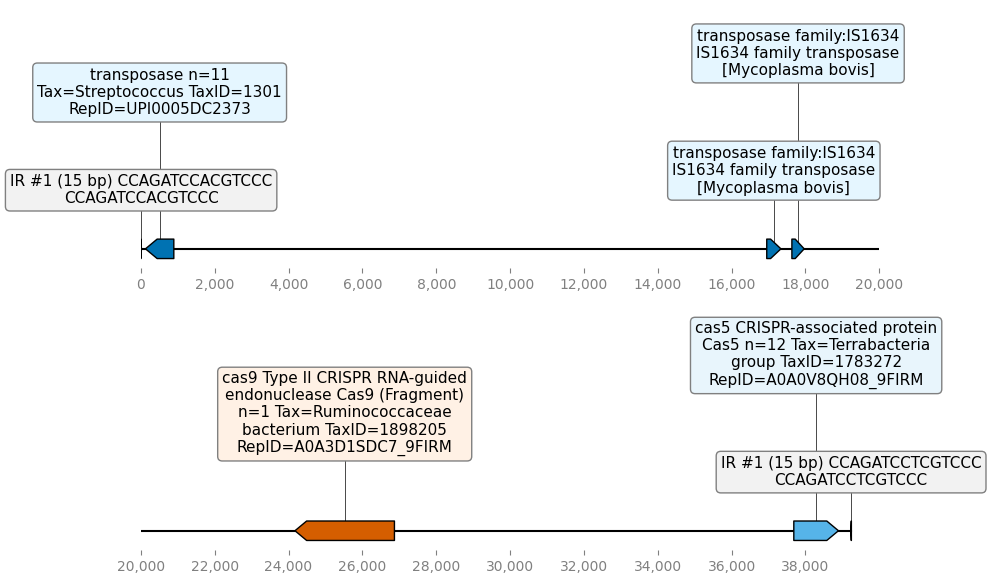 transposase family:IS1634
IS1634 family transposase
[Mycoplasma bovis]
transposase n=11
Tax=Streptococcus TaxID=1301
RepID=UPI0005DC2373
transposase family:IS1634
IS1634 family transposase
[Mycoplasma bovis]
IR #1 (15 bp) CCAGATCCACGTCCC
CCAGATCCACGTCCC
0 2,000 4,000 6,000 8,000 10,000 12,000 14,000 16,000 18,000 20,000
cas5 CRISPR-associated protein
Cas5 n=12 Tax=Terrabacteria
group TaxID=1783272
RepID=A0A0V8QH08_9FIRM
cas9 Type II CRISPR RNA-guided
endonuclease Cas9 (Fragment)
n=1 Tax=Ruminococcaceae
bacterium TaxID=1898205
RepID=A0A3D1SDC7_9FIRM
IR #1 (15 bp) CCAGATCCTCGTCCC
CCAGATCCTCGTCCC
20,000 22,000 24,000 26,000 28,000 30,000 32,000 34,000 36,000 38,000